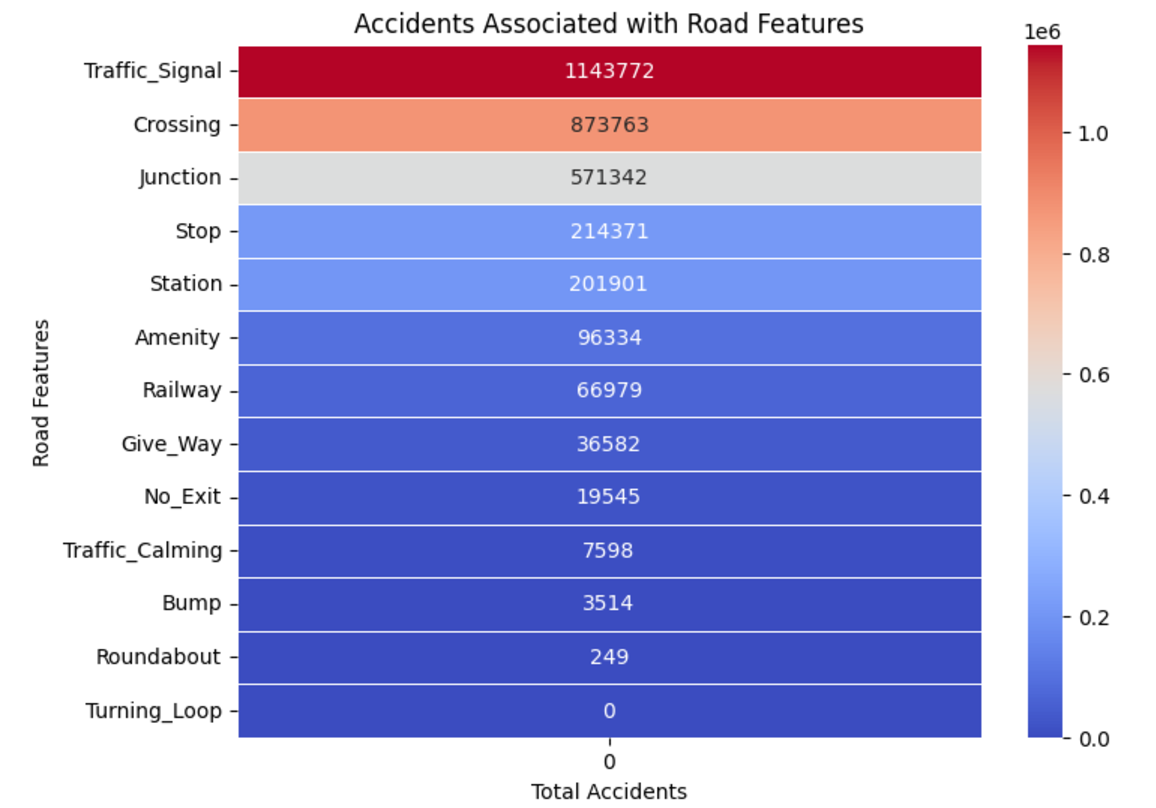 Accidents Associated with Road Features
1e6
Traffic_Signal 1143772
Crossing 873763
Junction 571342
Stop 214371
Station 201901
Amenity 96334
Railway 66979
Give_Way 36582
No_Exit 19545
Traffic_Calming 7598
Bump 3514
Roundabout 249
Turning_Loop 0
Road Features
0
Total Accidents
1.0
0.8
0.6
0.4
0.2
0.0